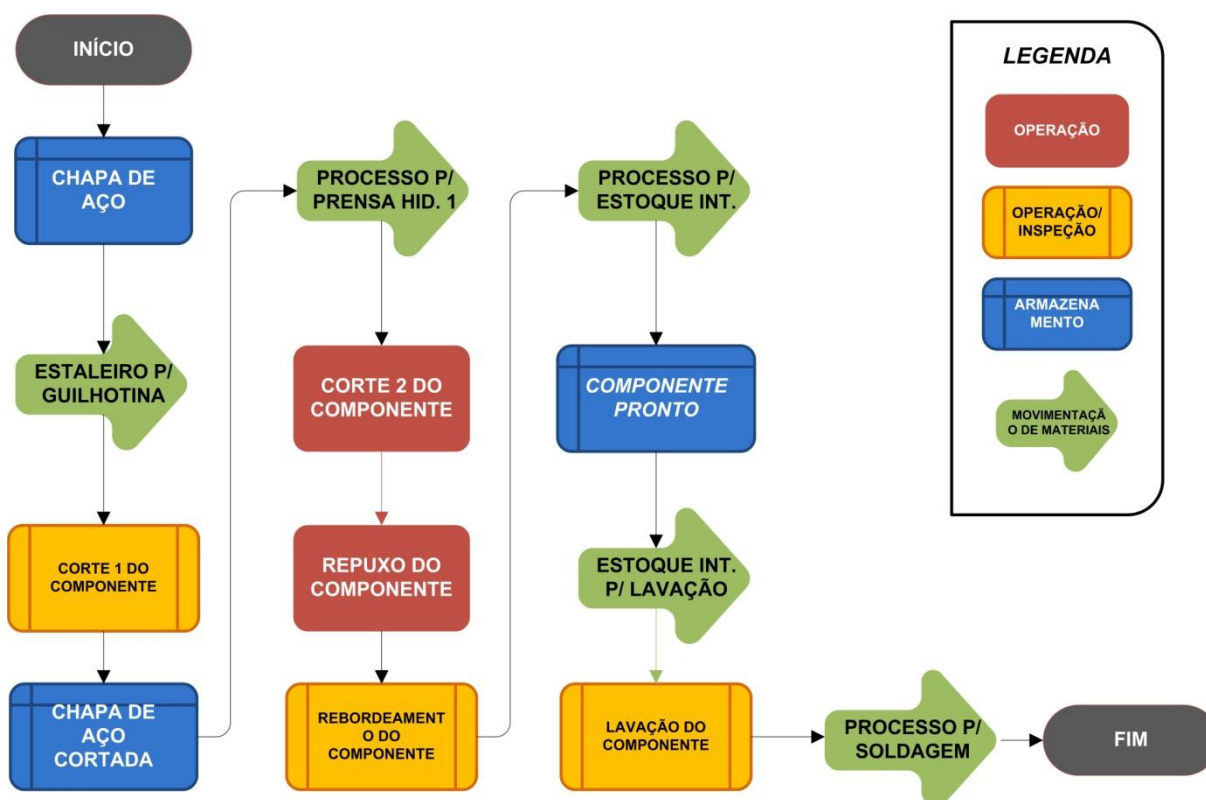 INÍCIO
CHAPA DE
AÇO
ESTALEIRO P/
GUILHOTINA
CORTE 1 DO
COMPONENTE
CHAPA DE
AÇO
CORTADA
PROCESSO P/
PRENSA HID. 1
CORTE 2 DO
COMPONENTE
REPUXO DO
COMPONENTE
REBORDEAMENT
O DO
COMPONENTE
PROCESSO P/
ESTOQUE INT.
COMPONENTE
PRONTO
ESTOQUE INT.
P/ LAVAÇÃO
LAVAÇÃO DO
COMPONENTE
PROCESSO P/
SOLDAGEM
FIM
LEGENDA
OPERAÇÃO
OPERAÇÃO/
INSPEÇÃO
ARMAZENA
MENTO
MOVIMENTAÇÃ
O DE MATERIAIS